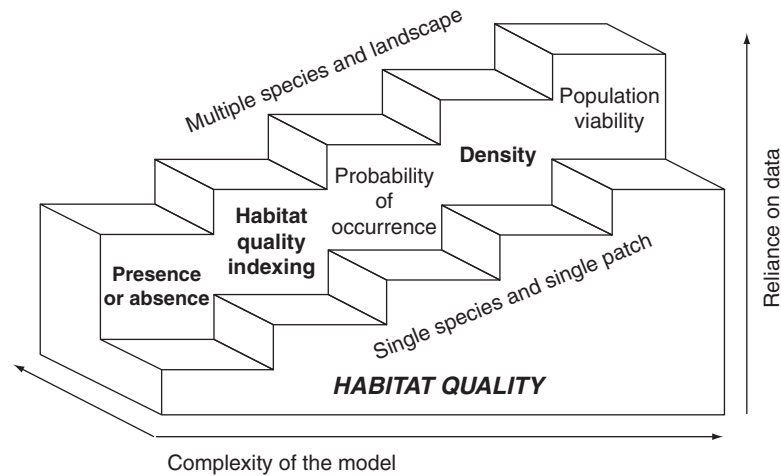 Multiple species and landscape
Population
viability
Density
Probability
of
occurrence
Habitat
quality
indexing
Presence
or absence
Single species and single patch
HABITAT QUALITY
Reliance on data
Complexity of the model